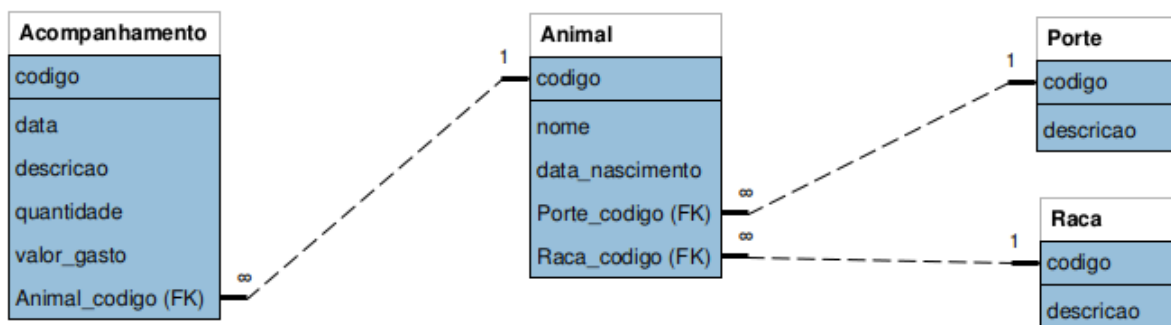 Acompanhamento
codigo
data
descricao
quantidade
valor_gasto
Animal_codigo (FK)
∞
1
Animal
codigo
nome
data_nascimento
Porte_codigo (FK)
Raca_codigo (FK)
∞
∞
1
Porte
codigo
descricao
1
Raca
codigo
descricao